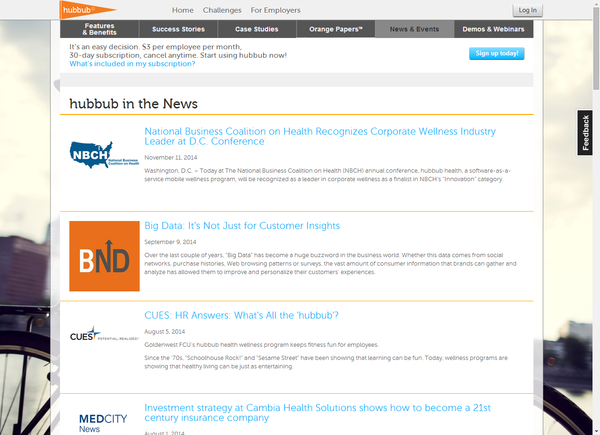 hubbub
Home Challenges For Employers
Log In
Features
& Benefits
Success Stories
Case Studies
Orange Papers™
News & Events
Demos & Webinars
It's an easy decision. $3 per employee per month,
30-day subscription, cancel anytime. Start using hubbub now!
What's included in my subscription?
Sign up today!
Feedback
hubbub in the News
NBCH National Business
Coalition on Health
National Business Coalition on Health Recognizes Corporate Wellness Industry
Leader at D.C. Conference
November 11, 2014
Washington, D.C. – Today at The National Business Coalition on Health (NBCH) annual conference, hubbub health, a software-as-a-
service mobile wellness program, will be recognized as a leader in corporate wellness as a finalist in NBCH's "Innovation" category.
BND
Big Data: It's Not Just for Customer Insights
September 9, 2014
Over the last couple of years, "Big Data" has become a huge buzzword in the business world. Whether this data comes from social
networks, purchase histories, Web browsing patterns or surveys, the vast amount of consumer information that brands can gather and
analyze has allowed them to improve and personalize their customers' experiences.
CUES POTENTIAL, REALIZED.
CUES: HR Answers: What's All the 'hubbub'?
August 5, 2014
Goldenwest FCU's hubbub health wellness program keeps fitness fun for employees.
Since the '70s, "Schoolhouse Rock!" and "Sesame Street" have been showing that learning can be fun. Today, wellness programs are
showing that healthy living can be just as entertaining.
MEDCITY
News
Investment strategy at Cambia Health Solutions shows how to become a 21st
century insurance company
August 1, 2014